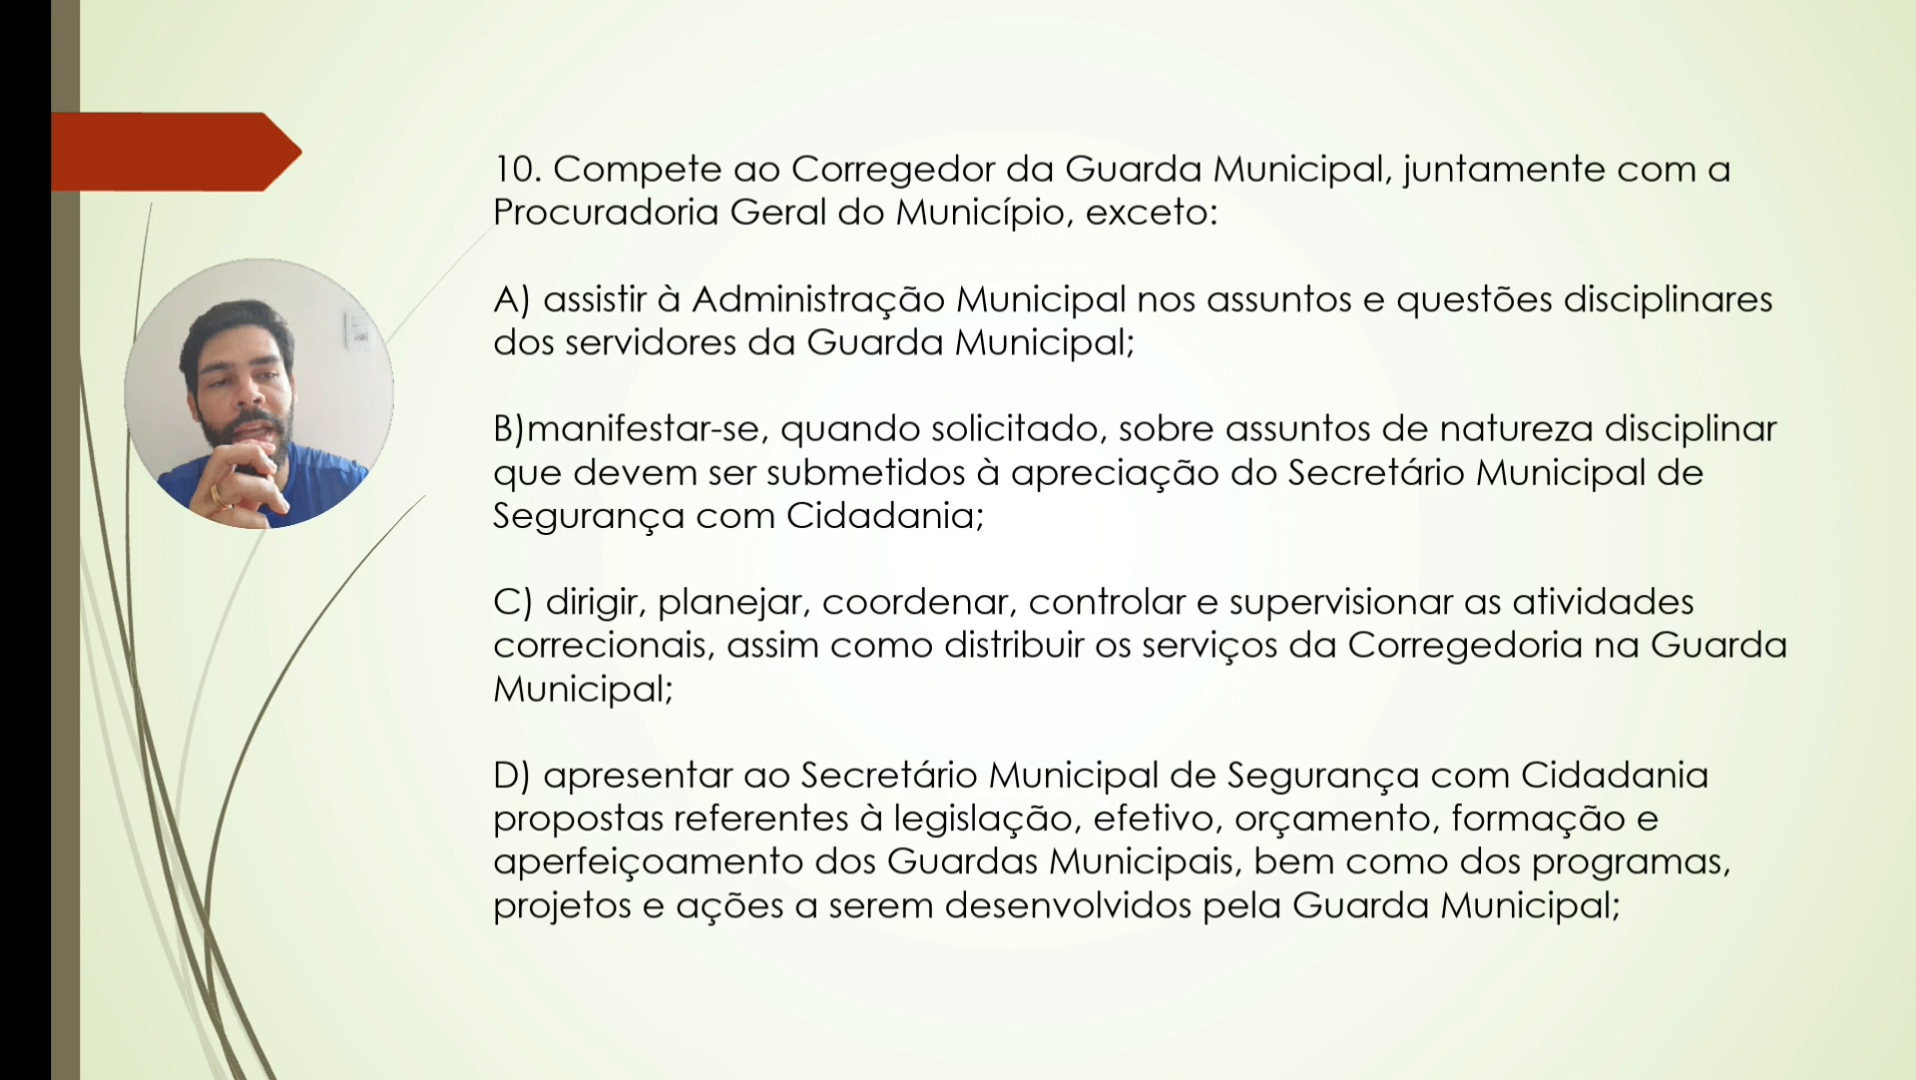 10. Compete ao Corregedor da Guarda Municipal, juntamente com a
Procuradoria Geral do Município, exceto:
A) assistir à Administração Municipal nos assuntos e questões disciplinares
dos servidores da Guarda Municipal;
B)manifestar-se, quando solicitado, sobre assuntos de natureza disciplinar
que devem ser submetidos à apreciação do Secretário Municipal de
Segurança com Cidadania;
C) dirigir, planejar, coordenar, controlar e supervisionar as atividades
correcionais, assim como distribuir os serviços da Corregedoria na Guarda
Municipal;
D) apresentar ao Secretário Municipal de Segurança com Cidadania
propostas referentes à legislação, efetivo, orçamento, formação e
aperfeiçoamento dos Guardas Municipais, bem como dos programas,
projetos e ações a serem desenvolvidos pela Guarda Municipal;